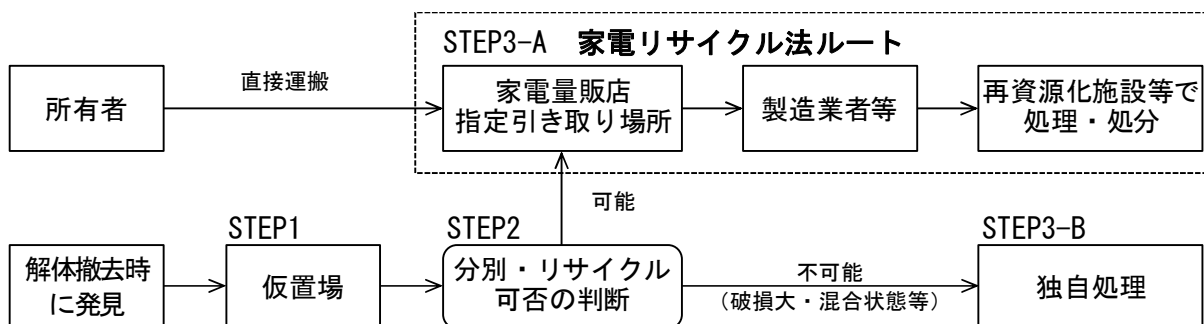 STEP3-A 家電リサイクル法ルート
所有者
直接運搬
家電量販店
指定引き取り場所
製造業者等
再資源化施設等で
処理・処分
可能
解体撤去時
に発見
STEP1
仮置場
STEP2
分別・リサイクル
可否の判断
不可能
（破損大・混合状態等）
STEP3-B
独自処理